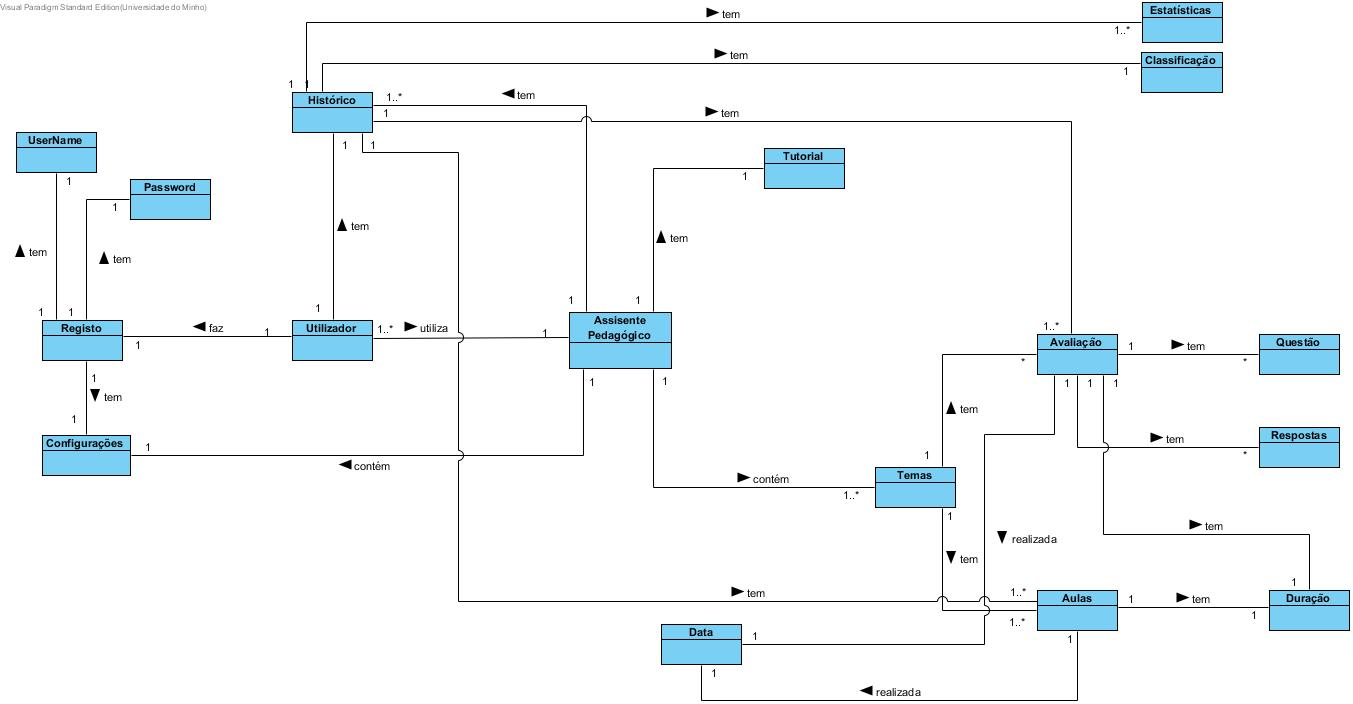 Visual Paradigm Standard Edition(Universidade do Minho)
tem
Estatísticas
1..*
tem
Classificação
1
1
1
Histórico
1..*
tem
1
tem
UserName
1
Password
1
1
1
Tutorial
1
tem
tem
tem
tem
1
1
1
1
1
Registo
faz
1
1
Utilizador
1..*
utiliza
1
Assisente
Pedagógico
1..*
*
Avaliação
1
tem
*
Questão
1
tem
1
Configurações
1
contém
1
1
1
1
1
tem
1
tem
*
Respostas
contém
1..*
Temas
1
tem
realizada
tem
1
tem
1..*
1..*
Aulas
1
tem
1
Duração
1
Data
1
1
realizada